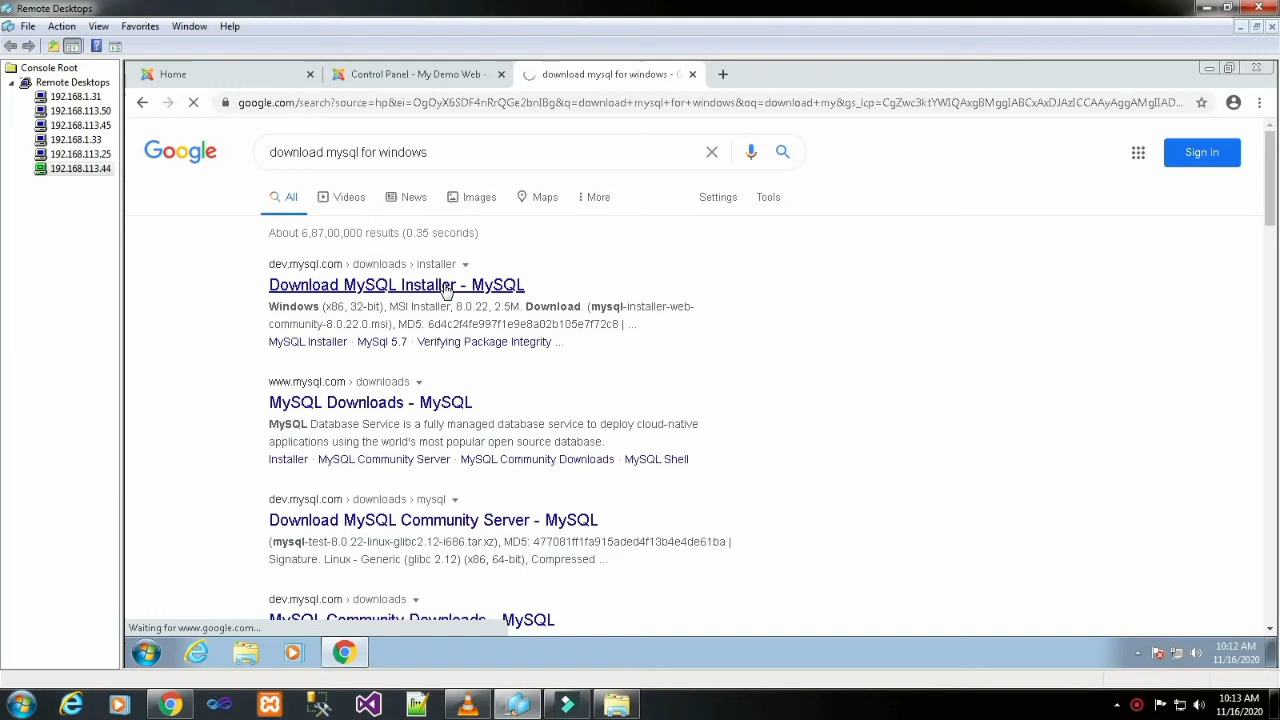 Remote Desktops
File Action View Favorites Window Help
Console Root
Remote Desktops
192.168.1.31
192.168.113.50
192.168.113.45
192.168.1.33
192.168.113.25
192.168.113.44
Home
Control Panel - My Demo Web -
download mysql for windows - G
google.com/search?source=hp&ei=OgOyX6SDF4nRrQGe2bnIBg&q=download+mysql+for+windows&oq=download+my&gs_lcp=CgZwc3ktYWIQAxgBMggIABCxAxDJAzICCAAyAggAMgIIAD...
Google
download mysql for windows
Sign in
All Videos News Images Maps More Settings Tools
About 6,87,00,000 results (0.35 seconds)
dev.mysql.com › downloads › installer
Download MySQL Installer - MySQL
Windows (x86, 32-bit), MSI Installer, 8.0.22, 2.5M. Download. (mysql-installer-web-
community-8.0.22.0.msi), MD5: 6d4c2f4fe997f1e9e8a02b105e7f72c8 | ...
MySQL Installer · MySql 5.7 · Verifying Package Integrity ...
www.mysql.com › downloads
MySQL Downloads - MySQL
MySQL Database Service is a fully managed database service to deploy cloud-native
applications using the world's most popular open source database.
Installer · MySQL Community Server · MySQL Community Downloads · MySQL Shell
dev.mysql.com › downloads › mysql
Download MySQL Community Server - MySQL
(mysql-test-8.0.22-linux-glibc2.12-i686.tar.xz), MD5: 477081ff1fa915aded4f13b4e4de61ba |
Signature. Linux - Generic (glibc 2.12) (x86, 64-bit), Compressed ...
dev.mysql.com › downloads
MySQL Community Downloads - MySQL
Waiting for www.google.com...
10:12 AM
11/16/2020
10:13 AM
11/16/2020